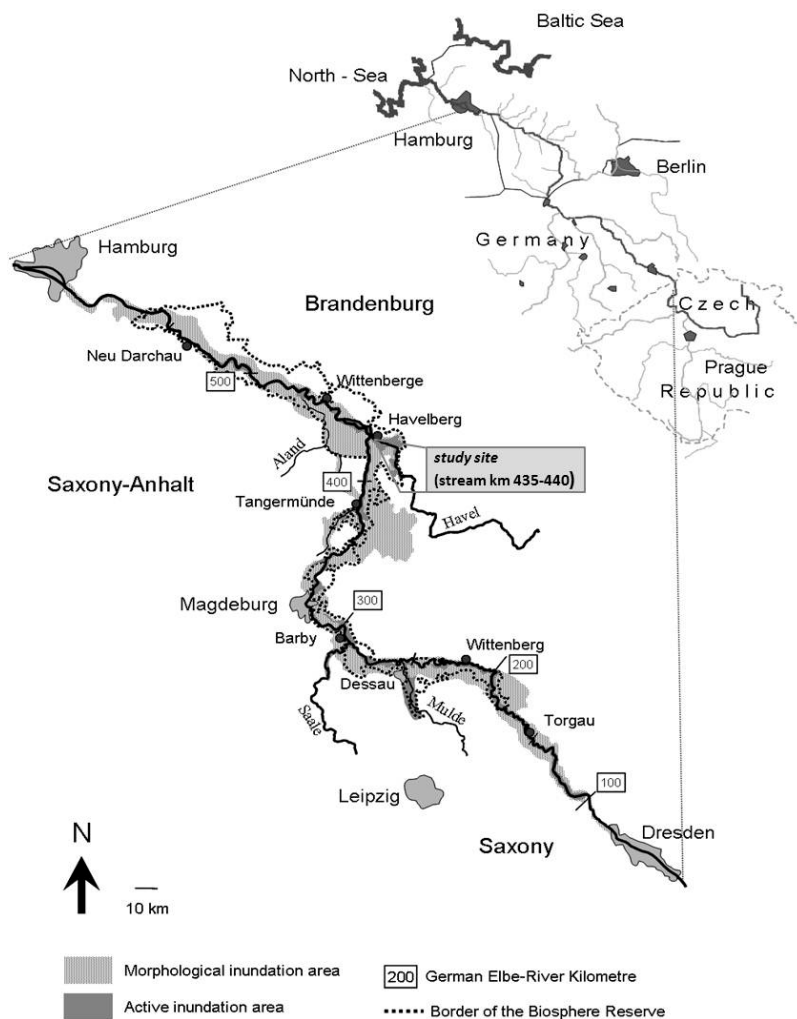 Baltic Sea
North - Sea
Hamburg
Berlin
Germany
Czech
Prague
Republic
Hamburg
Brandenburg
Neu Darchau
500
Wittenberge
Havelberg
study site
(stream km 435-440)
Aland
Saxony-Anhalt
400
Tangermünde
Havel
Magdeburg
300
Barby
Wittenberg
200
Dessau
Saale
Mulde
Torgau
Leipzig
100
Dresden
Saxony
N
10 km
Morphological inundation area
200 German Elbe-River Kilometre
Active inundation area
Border of the Biosphere Reserve